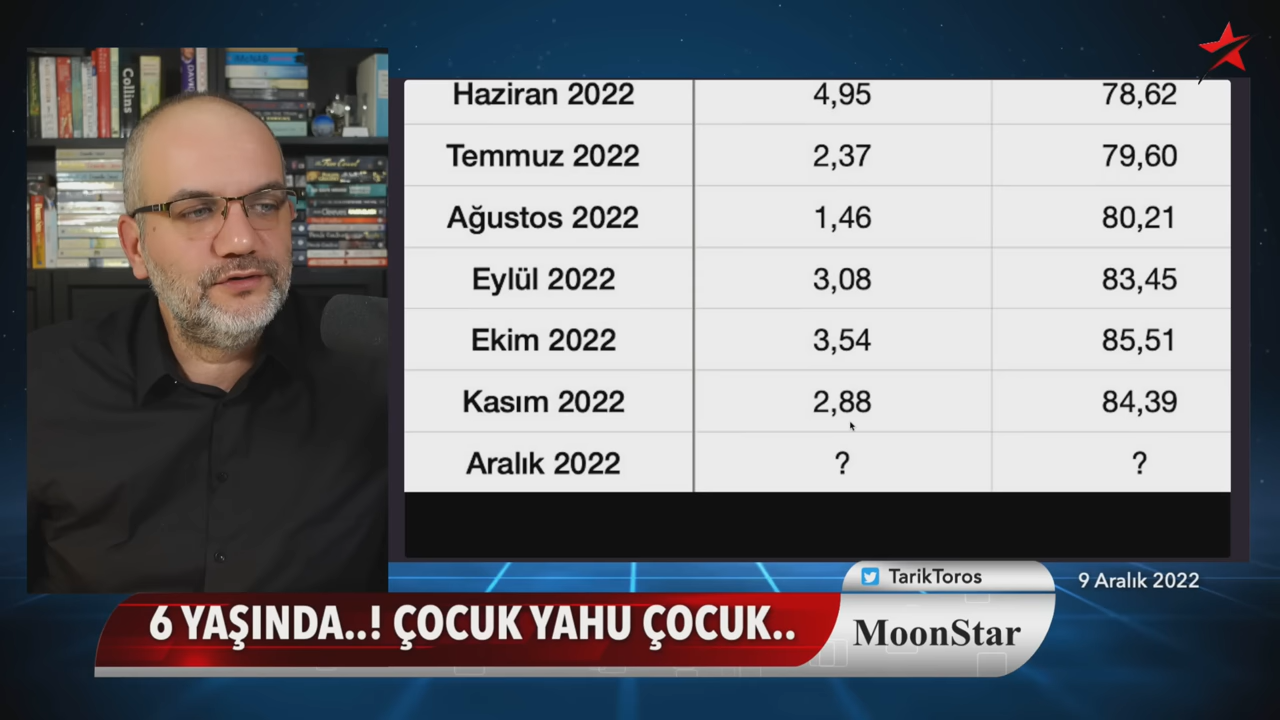 Collins
Haziran 2022 4,95 78,62
Temmuz 2022 2,37 79,60
Ağustos 2022 1,46 80,21
Eylül 2022 3,08 83,45
Ekim 2022 3,54 85,51
Kasım 2022 2,88 84,39
Aralık 2022 ? ?
TarikToros
9 Aralık 2022
6 YAŞINDA..! ÇOCUK YAHU ÇOCUK..
MoonStar